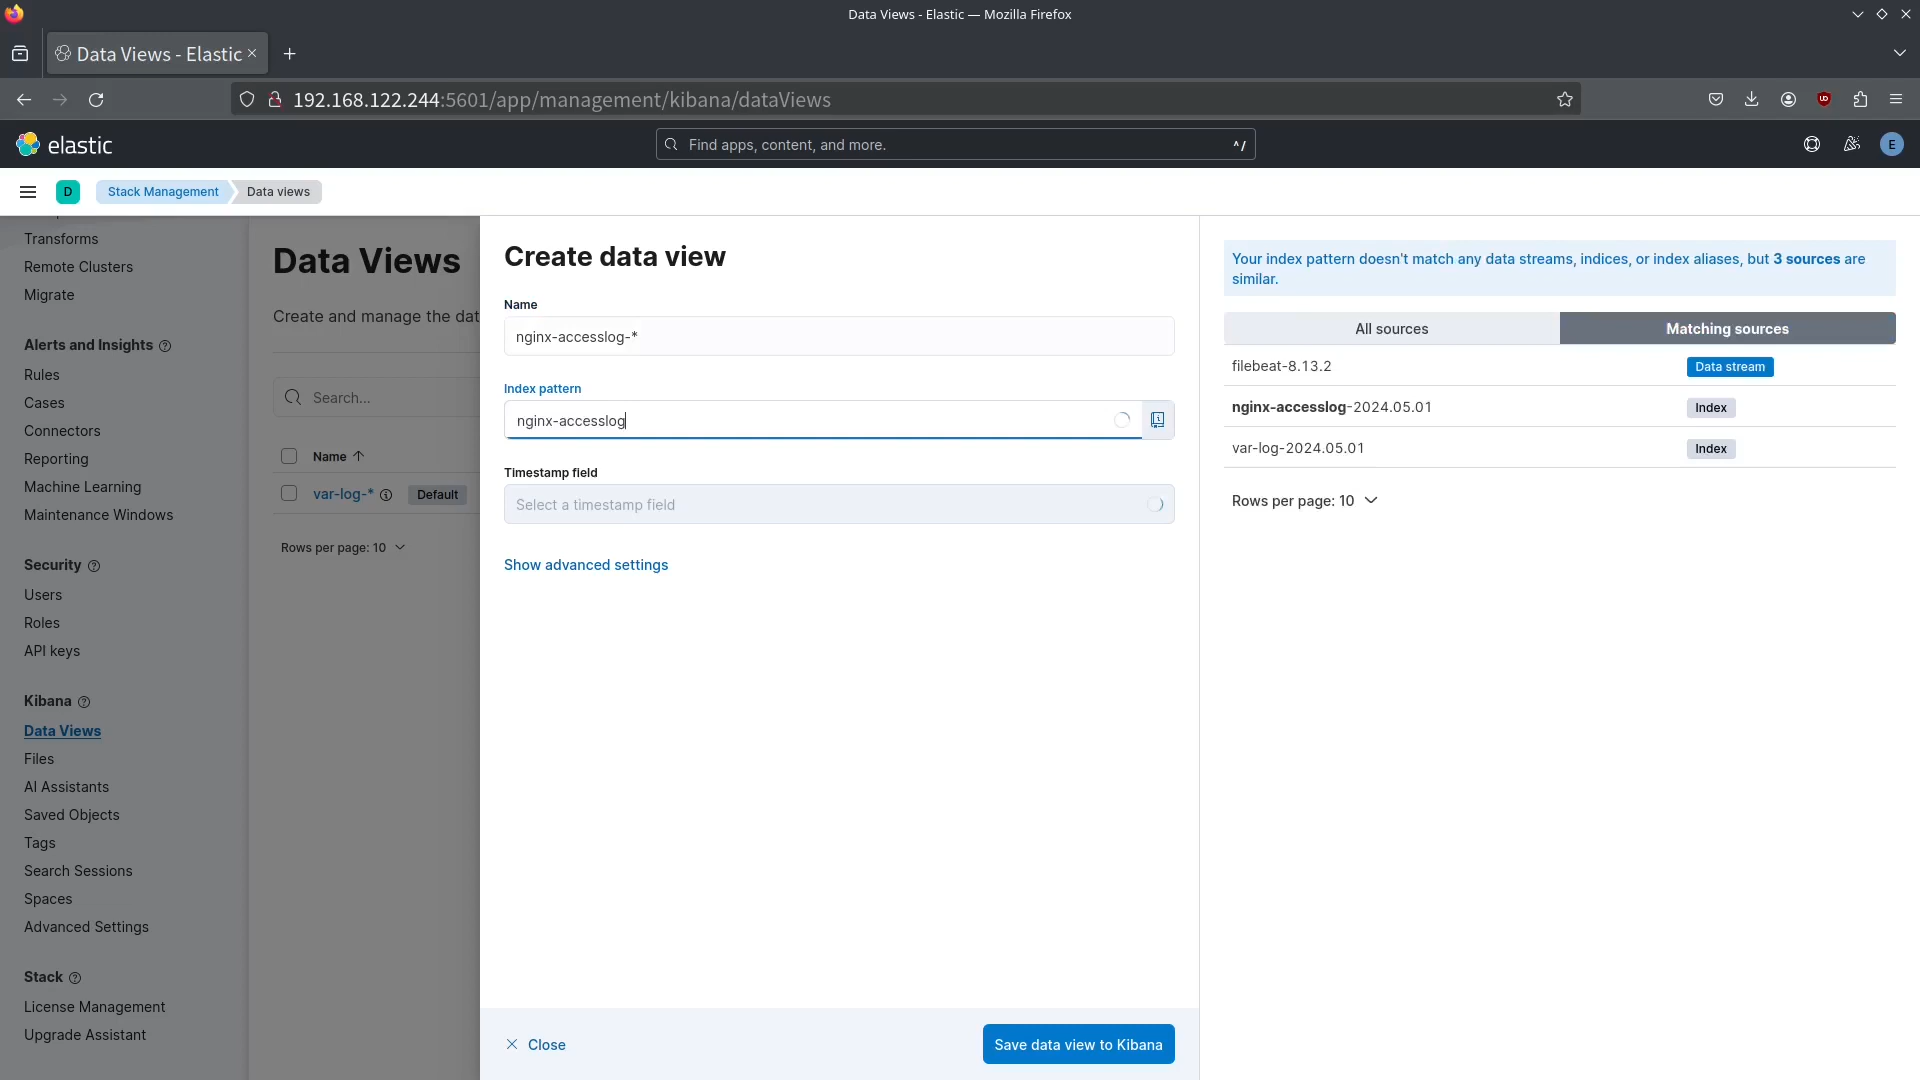 Data Views - Elastic — Mozilla Firefox
Data Views - Elastic
192.168.122.244:5601/app/management/kibana/dataViews
elastic
Find apps, content, and more.
^/
E
D
Stack Management
Data views
Transforms
Remote Clusters
Migrate
Alerts and Insights
Rules
Cases
Connectors
Reporting
Machine Learning
Maintenance Windows
Security
Users
Roles
API keys
Kibana
Data Views
Files
AI Assistants
Saved Objects
Tags
Search Sessions
Spaces
Advanced Settings
Stack
License Management
Upgrade Assistant
Data Views
Create and manage the dat
Search...
Name
var-log-*
Default
Rows per page: 10
Create data view
Name
nginx-accesslog-*
Index pattern
nginx-accesslog
Timestamp field
Select a timestamp field
Show advanced settings
Close
Save data view to Kibana
Your index pattern doesn't match any data streams, indices, or index aliases, but 3 sources are
similar.
All sources
Matching sources
filebeat-8.13.2
Data stream
nginx-accesslog-2024.05.01
Index
var-log-2024.05.01
Index
Rows per page: 10